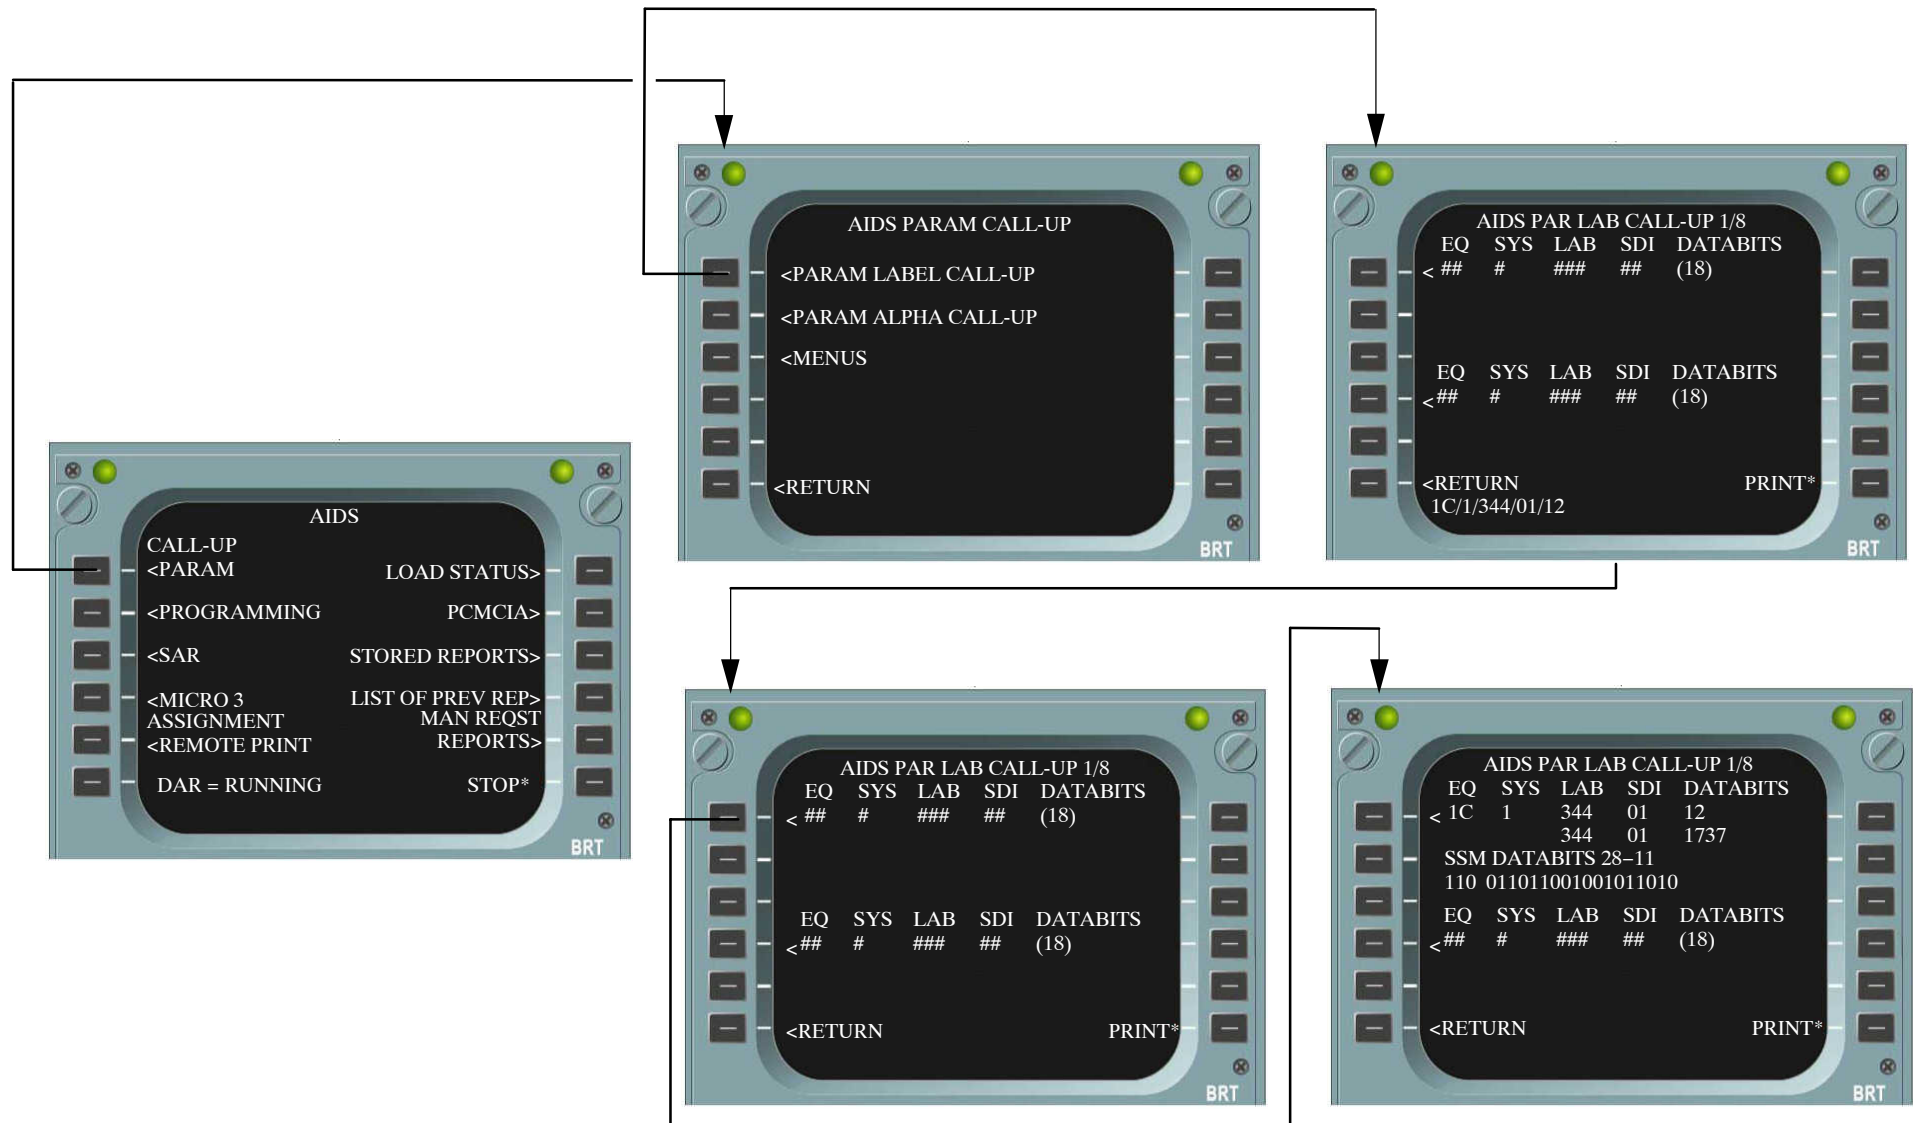 AIDS PARAM CALL-UP
<PARAM LABEL CALL-UP
<PARAM ALPHA CALL-UP
<MENUS
<RETURN
BRT
AIDS PAR LAB CALL-UP 1/8
EQ SYS LAB SDI DATABITS
< ## # ### ## (18)
EQ SYS LAB SDI DATABITS
<## # ### ## (18)
<RETURN PRINT*
1C/1/344/01/12
BRT
AIDS
CALL-UP
<PARAM LOAD STATUS>
<PROGRAMMING PCMCIA>
<SAR STORED REPORTS>
<MICRO 3 LIST OF PREV REP>
ASSIGNMENT MAN REQST
<REMOTE PRINT REPORTS>
DAR = RUNNING STOP*
BRT
AIDS PAR LAB CALL-UP 1/8
EQ SYS LAB SDI DATABITS
< ## # ### ## (18)
EQ SYS LAB SDI DATABITS
<## # ### ## (18)
<RETURN PRINT*
BRT
AIDS PAR LAB CALL-UP 1/8
EQ SYS LAB SDI DATABITS
< 1C 1 344 01 12
344 01 1737
SSM DATABITS 28–11
110 011011001001011010
EQ SYS LAB SDI DATABITS
<## # ### ## (18)
<RETURN PRINT*
BRT